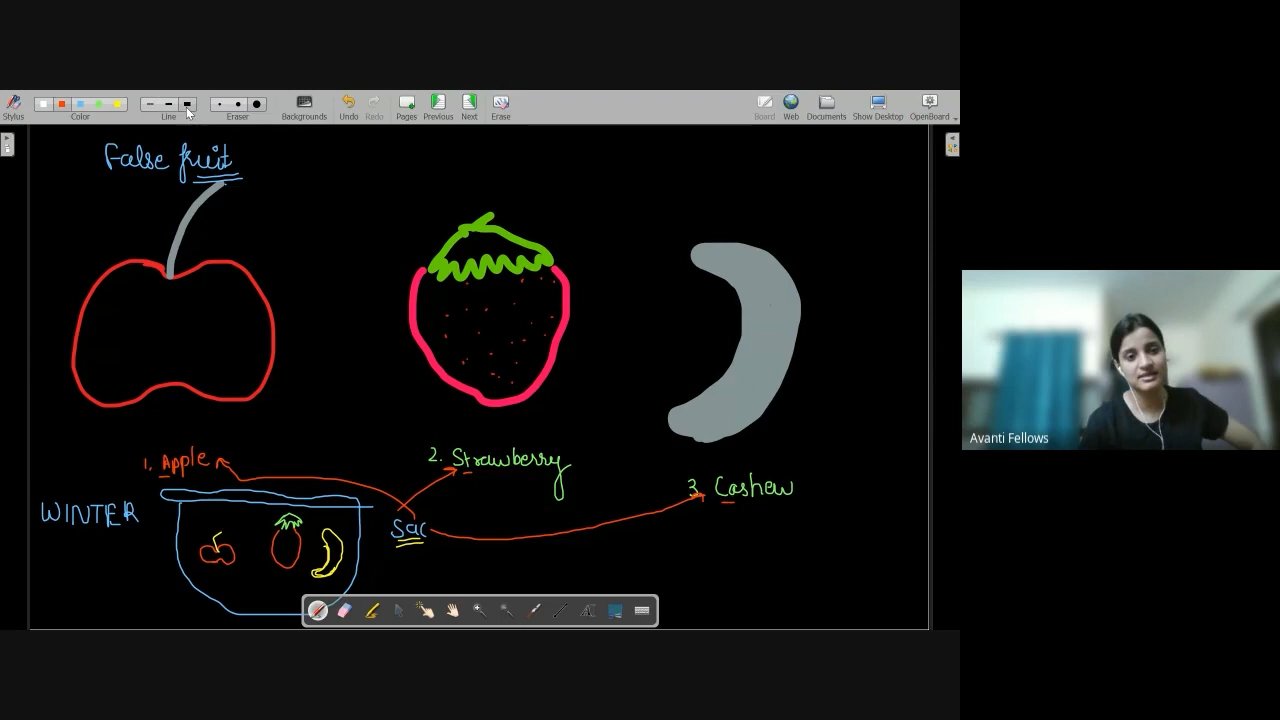 Stylus
Color
Line
Eraser
Backgrounds
Undo
Redo
Pages
Previous
Next
Erase
Board
Web
Documents
Show Desktop
OpenBoard
False fruit
1. Apple
2. Strawberry
3. Cashew
WINTER
Sac
Avanti Fellows